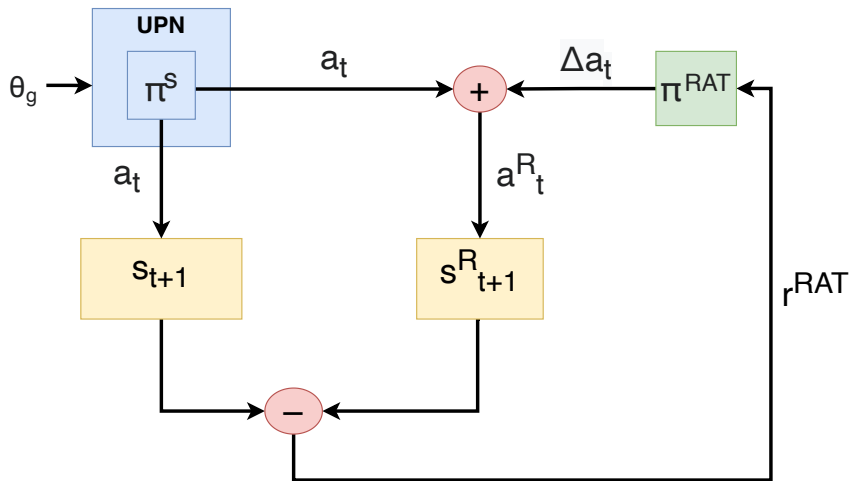 UPN
θg
πS
at
Δat
+
πRAT
at
aRt
st+1
sRt+1
rRAT
−